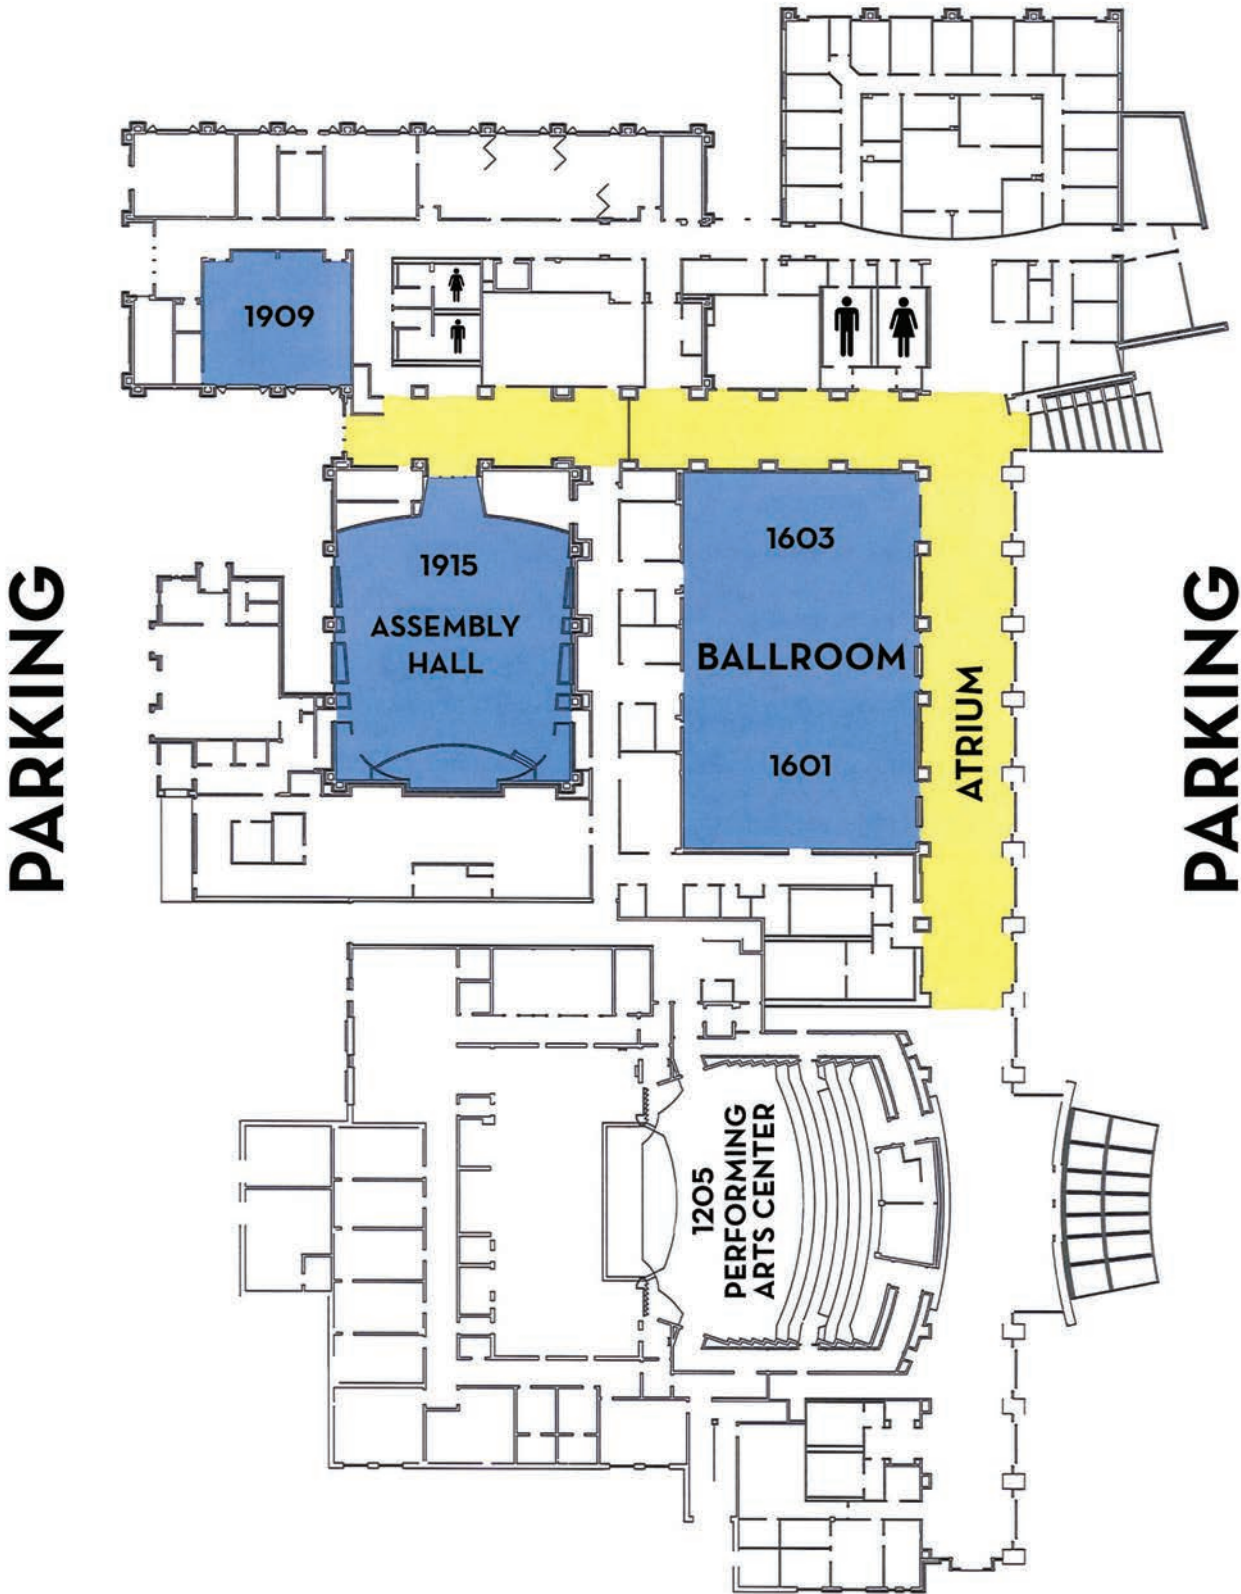 1909
1915
ASSEMBLY
HALL
1603
BALLROOM
1601
ATRIUM
PARKING
PARKING
1205
PERFORMING
ARTS CENTER